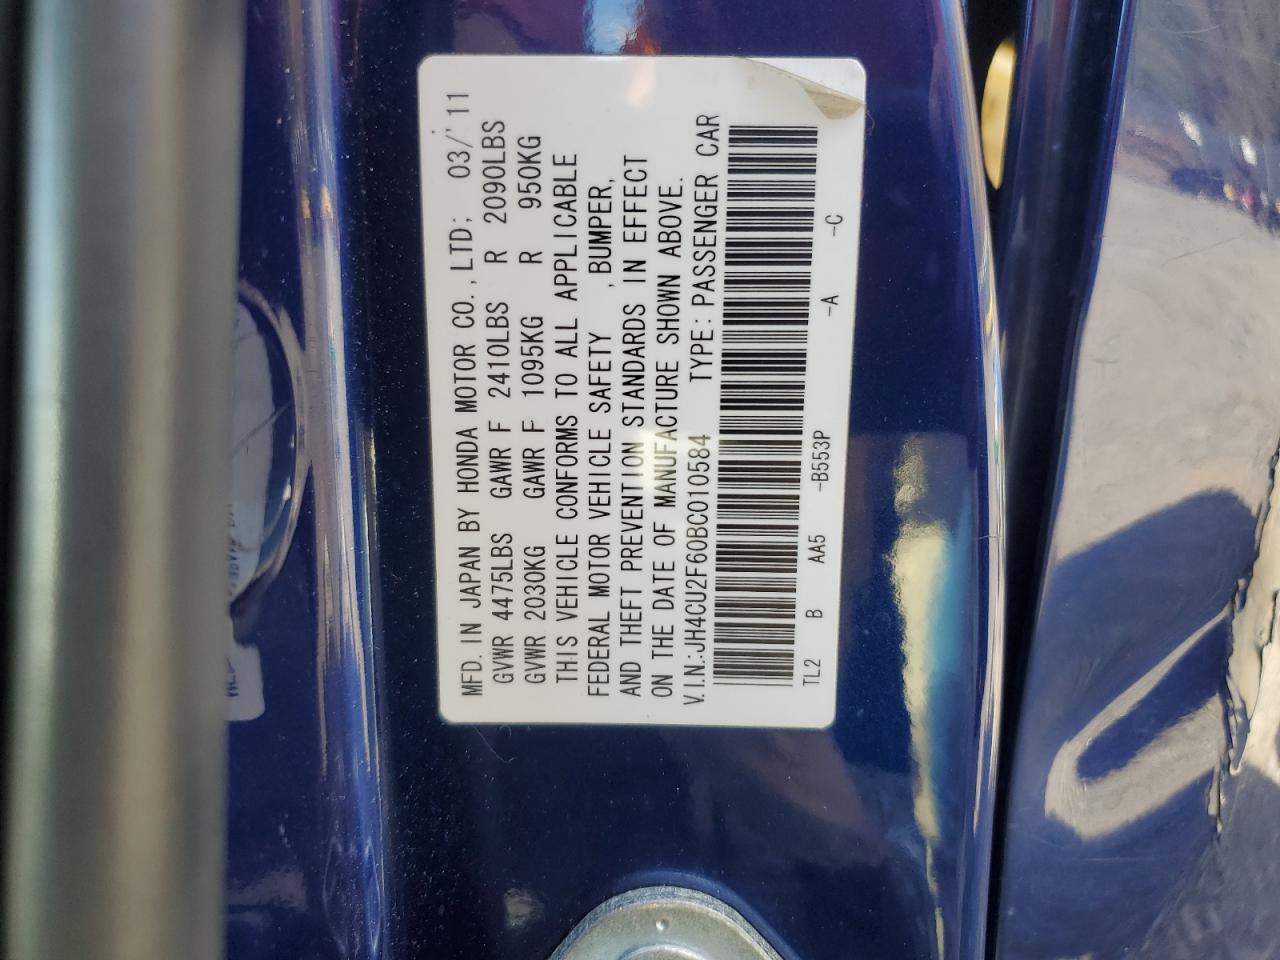 MFD. IN JAPAN BY HONDA MOTOR CO., LTD; 03/'11
GVWR 4475LBS GAWR F 2410LBS R 2090LBS
GVWR 2030KG GAWR F 1095KG R 950KG
THIS VEHICLE CONFORMS TO ALL APPLICABLE
FEDERAL MOTOR VEHICLE SAFETY , BUMPER,
AND THEFT PREVENTION STANDARDS IN EFFECT
ON THE DATE OF MANUFACTURE SHOWN ABOVE.
V.I.N.:JH4CU2F60BC010584 TYPE: PASSENGER CAR
TL2 B AA5 -B553P -A -C